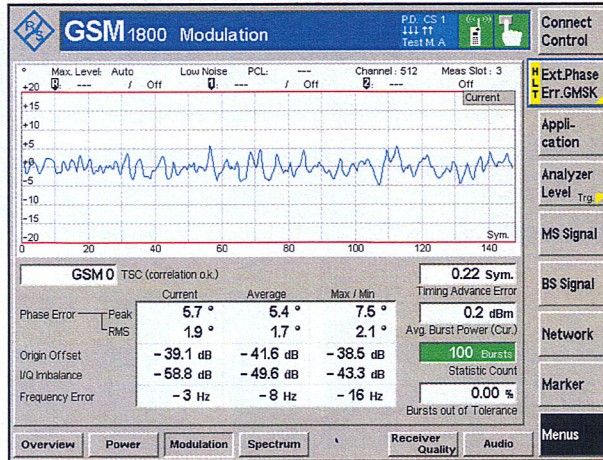 R S
GSM 1800 Modulation
P.D. CS 1
Test M. A
Connect
Control
° Max. Level: Auto Low Noise PCL: --- Channel : 512 Meas Slot : 3
0: --- / Off 1: --- / Off 2: --- Off
Current
+20
+15
+10
+5
+0
-5
-10
-15
-20
Sym.
0 20 40 60 80 100 120 140
H
L
T
Ext.Phase
Err.GMSK
Appli-
cation
Analyzer
Level Trg.
MS Signal
BS Signal
Network
Marker
Menus
GSM 0 TSC (correlation o.k.)
0.22 Sym.
Timing Advance Error
Current Average Max / Min
Phase Error Peak 5.7 ° 5.4 ° 7.5 °
0.2 dBm
Avg. Burst Power (Cur.)
RMS 1.9 ° 1.7 ° 2.1 °
Origin Offset - 39.1 dB - 41.6 dB - 38.5 dB
100 Bursts
Statistic Count
I/Q Imbalance - 58.8 dB - 49.6 dB - 43.3 dB
Frequency Error - 3 Hz - 8 Hz - 16 Hz
0.00 %
Bursts out of Tolerance
Overview Power Modulation Spectrum Receiver
Quality Audio